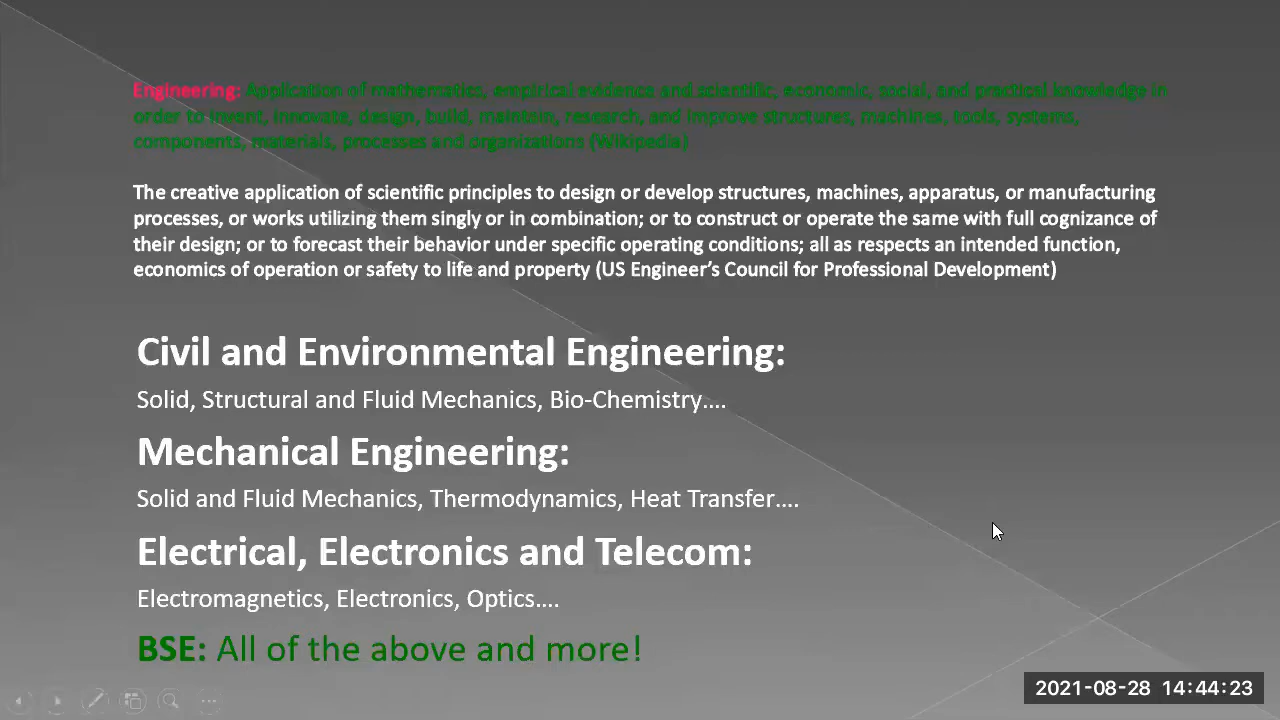 Engineering: Application of mathematics, empirical evidence and scientific, economic, social, and practical knowledge in
order to invent, innovate, design, build, maintain, research, and improve structures, machines, tools, systems,
components, materials, processes and organizations (Wikipedia)
The creative application of scientific principles to design or develop structures, machines, apparatus, or manufacturing
processes, or works utilizing them singly or in combination; or to construct or operate the same with full cognizance of
their design; or to forecast their behavior under specific operating conditions; all as respects an intended function,
economics of operation or safety to life and property (US Engineer’s Council for Professional Development)
Civil and Environmental Engineering:
Solid, Structural and Fluid Mechanics, Bio-Chemistry….
Mechanical Engineering:
Solid and Fluid Mechanics, Thermodynamics, Heat Transfer….
Electrical, Electronics and Telecom:
Electromagnetics, Electronics, Optics….
BSE: All of the above and more!
2021-08-28 14:44:23